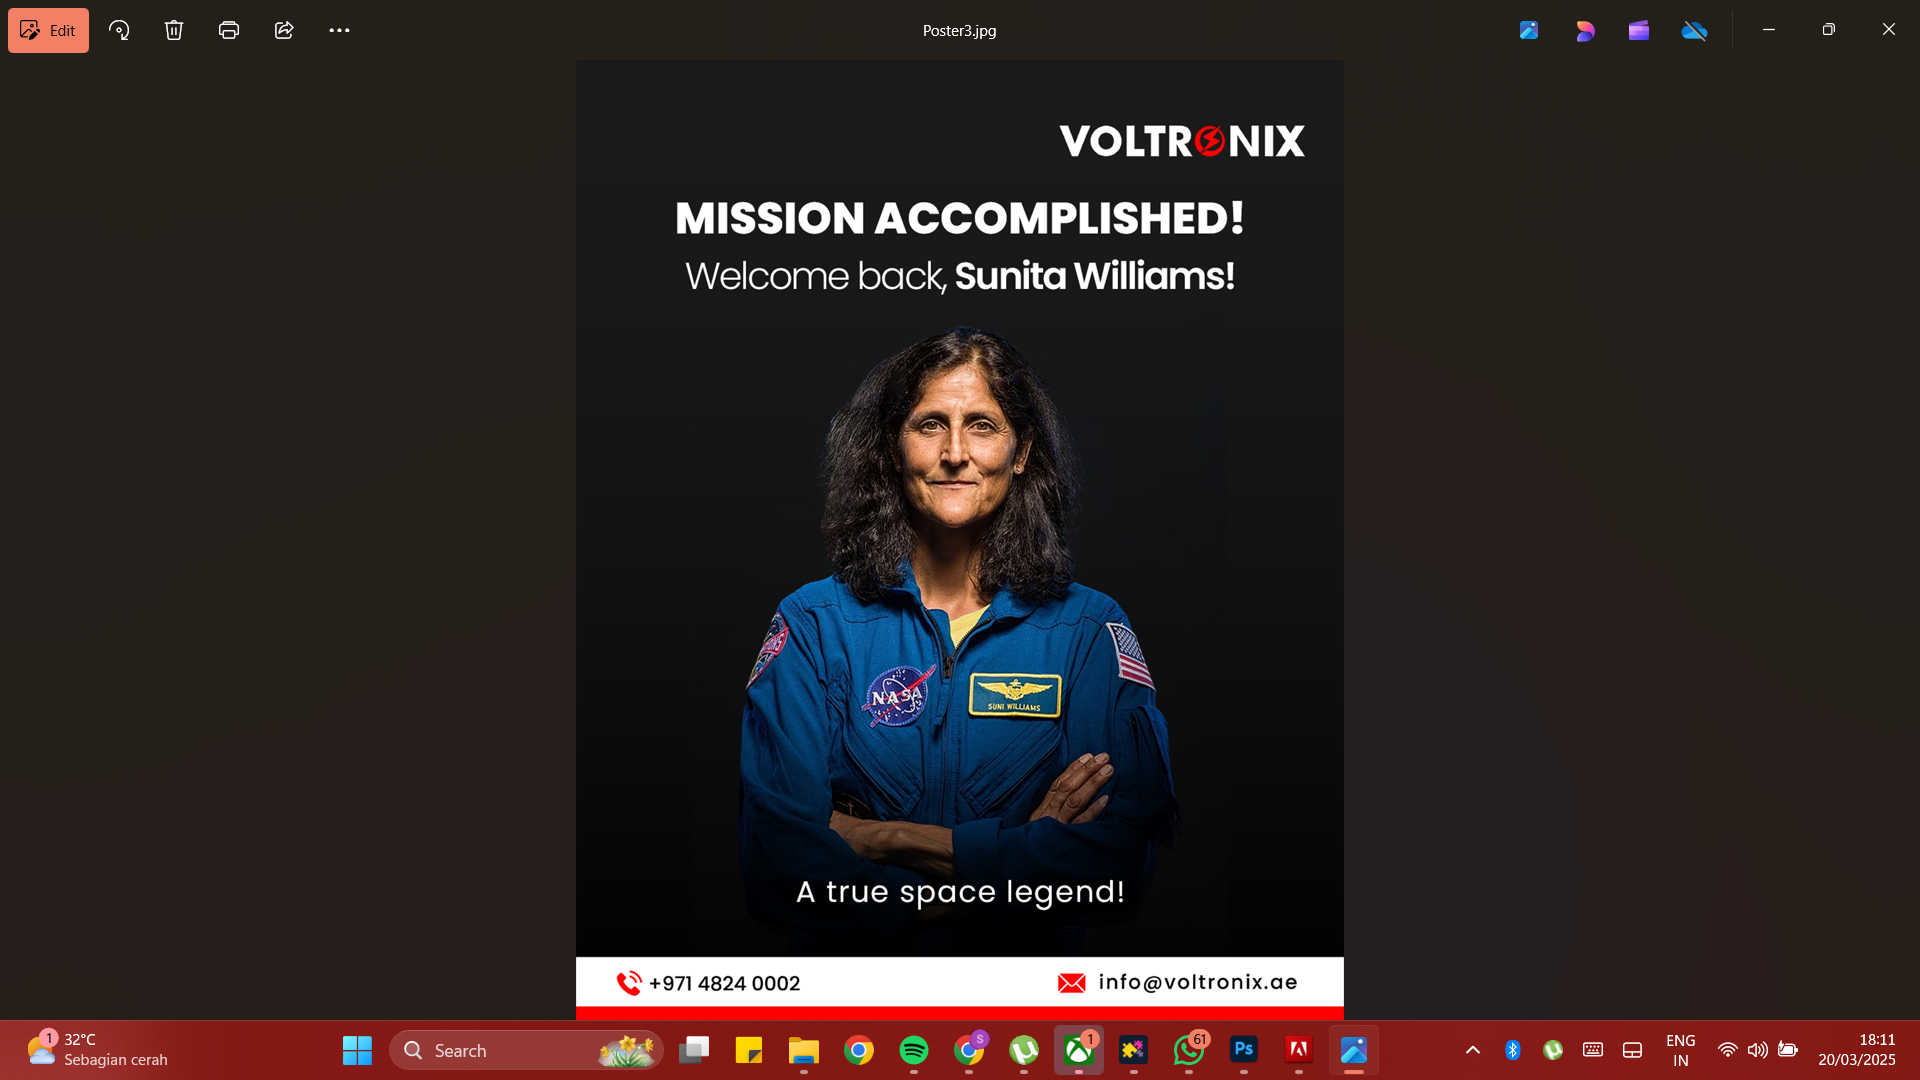 Edit
Poster3.jpg
VOLTRONIX
MISSION ACCOMPLISHED!
Welcome back, Sunita Williams!
NASA
SUNI WILLIAMS
A true space legend!
+971 4824 0002
info@voltronix.ae
1
32°C
Sebagian cerah
Search
S
1
61
Ps
ENG
IN
18:11
20/03/2025